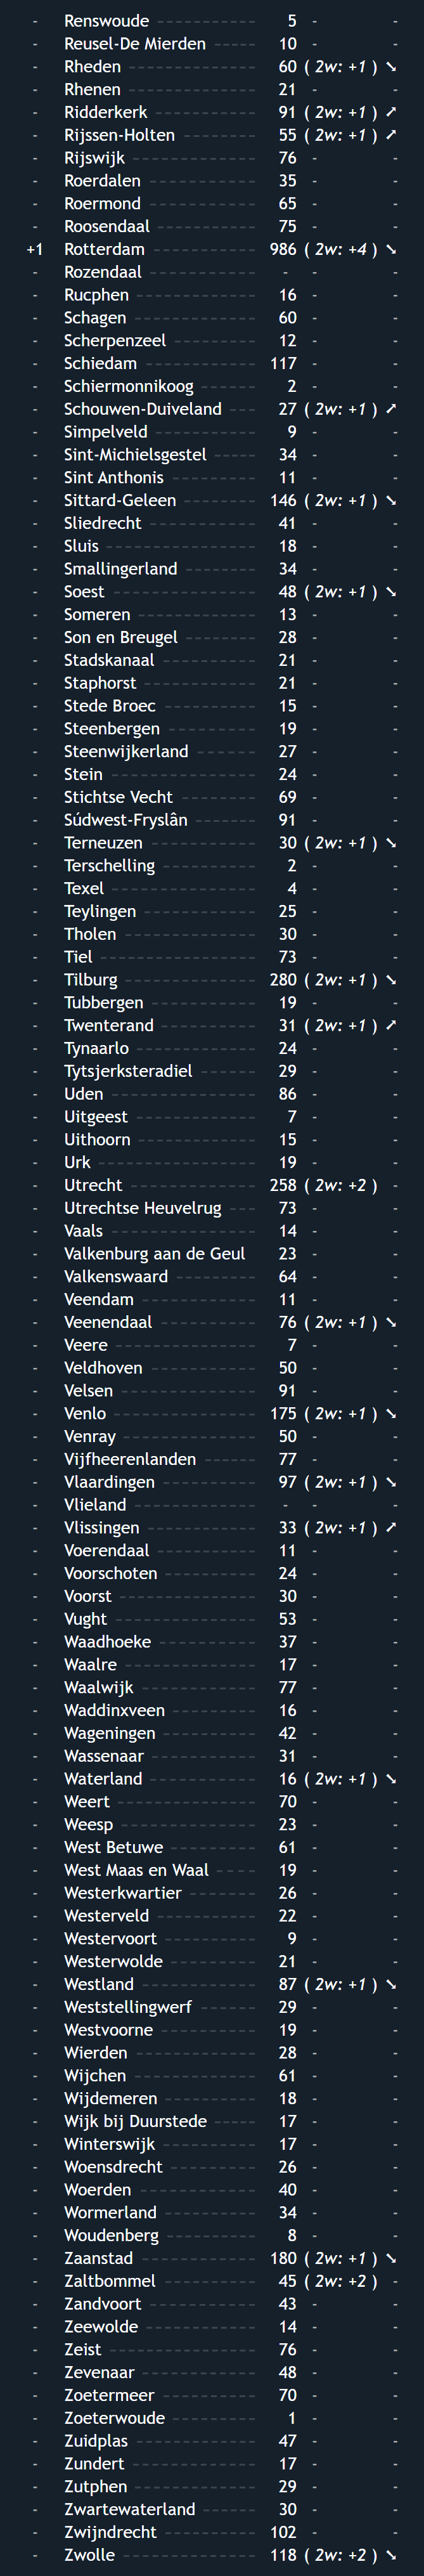 - Renswoude ----------- 5 - -
- Reusel-De Mierden ----- 10 - -
- Rheden -------------- 60 ( 2w: +1 ) ➘
- Rhenen -------------- 21 - -
- Ridderkerk ----------- 91 ( 2w: +1 ) ➚
- Rijssen-Holten -------- 55 ( 2w: +1 ) ➚
- Rijswijk ------------- 76 - -
- Roerdalen ----------- 35 - -
- Roermond ------------ 65 - -
- Roosendaal ----------- 75 - -
+1 Rotterdam ----------- 986 ( 2w: +4 ) ➘
- Rozendaal ----------- - - -
- Rucphen ------------- 16 - -
- Schagen ------------- 60 - -
- Scherpenzeel --------- 12 - -
- Schiedam ------------ 117 - -
- Schiermonnikoog ------ 2 - -
- Schouwen-Duiveland --- 27 ( 2w: +1 ) ➚
- Simpelveld ----------- 9 - -
- Sint-Michielsgestel ----- 34 - -
- Sint Anthonis --------- 11 - -
- Sittard-Geleen -------- 146 ( 2w: +1 ) ➘
- Sliedrecht ----------- 41 - -
- Sluis ---------------- 18 - -
- Smallingerland -------- 34 - -
- Soest ---------------- 48 ( 2w: +1 ) ➘
- Someren ------------- 13 - -
- Son en Breugel -------- 28 - -
- Stadskanaal ---------- 21 - -
- Staphorst ------------ 21 - -
- Stede Broec ---------- 15 - -
- Steenbergen ---------- 19 - -
- Steenwijkerland ------ 27 - -
- Stein ---------------- 24 - -
- Stichtse Vecht -------- 69 - -
- Súdwest-Fryslân ------- 91 - -
- Terneuzen ----------- 30 ( 2w: +1 ) ➘
- Terschelling ---------- 2 - -
- Texel ---------------- 4 - -
- Teylingen ------------ 25 - -
- Tholen -------------- 30 - -
- Tiel ----------------- 73 - -
- Tilburg -------------- 280 ( 2w: +1 ) ➘
- Tubbergen ----------- 19 - -
- Twenterand ---------- 31 ( 2w: +1 ) ➚
- Tynaarlo ------------- 24 - -
- Tytsjerksteradiel ------ 29 - -
- Uden ---------------- 86 - -
- Uitgeest ------------- 7 - -
- Uithoorn ------------- 15 - -
- Urk ----------------- 19 - -
- Utrecht -------------- 258 ( 2w: +2 ) -
- Utrechtse Heuvelrug --- 73 - -
- Vaals ---------------- 14 - -
- Valkenburg aan de Geul 23 - -
- Valkenswaard --------- 64 - -
- Veendam ------------- 11 - -
- Veenendaal ----------- 76 ( 2w: +1 ) ➘
- Veere --------------- 7 - -
- Veldhoven ----------- 50 - -
- Velsen --------------- 91 - -
- Venlo ---------------- 175 ( 2w: +1 ) ➘
- Venray --------------- 50 - -
- Vijfheerenlanden ------ 77 - -
- Vlaardingen ---------- 97 ( 2w: +1 ) ➘
- Vlieland ------------- - - -
- Vlissingen ------------ 33 ( 2w: +1 ) ➚
- Voerendaal ----------- 11 - -
- Voorschoten ---------- 24 - -
- Voorst --------------- 30 - -
- Vught --------------- 53 - -
- Waadhoeke ----------- 37 - -
- Waalre --------------- 17 - -
- Waalwijk ------------- 77 - -
- Waddinxveen --------- 16 - -
- Wageningen ---------- 42 - -
- Wassenaar ----------- 31 - -
- Waterland ----------- 16 ( 2w: +1 ) ➘
- Weert --------------- 70 - -
- Weesp --------------- 23 - -
- West Betuwe --------- 61 - -
- West Maas en Waal ---- 19 - -
- Westerkwartier ------- 26 - -
- Westerveld ----------- 22 - -
- Westervoort ---------- 9 - -
- Westerwolde --------- 21 - -
- Westland ------------ 87 ( 2w: +1 ) ➘
- Weststellingwerf ------ 29 - -
- Westvoorne ---------- 19 - -
- Wierden ------------- 28 - -
- Wijchen ------------- 61 - -
- Wijdemeren ---------- 18 - -
- Wijk bij Duurstede ----- 17 - -
- Winterswijk ---------- 17 - -
- Woensdrecht --------- 26 - -
- Woerden ------------- 40 - -
- Wormerland ---------- 34 - -
- Woudenberg ---------- 8 - -
- Zaanstad ------------ 180 ( 2w: +1 ) ➘
- Zaltbommel ---------- 45 ( 2w: +2 ) -
- Zandvoort ----------- 43 - -
- Zeewolde ------------ 14 - -
- Zeist ---------------- 76 - -
- Zevenaar ------------ 48 - -
- Zoetermeer ---------- 70 - -
- Zoeterwoude --------- 1 - -
- Zuidplas ------------- 47 - -
- Zundert ------------- 17 - -
- Zutphen ------------- 29 - -
- Zwartewaterland ------ 30 - -
- Zwijndrecht ---------- 102 - -
- Zwolle --------------- 118 ( 2w: +2 ) ➘